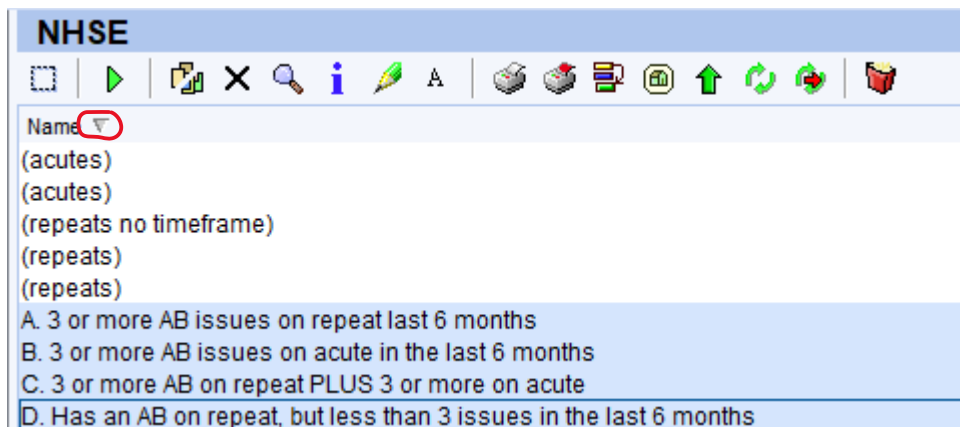 NHSE
A
Name
(acutes)
(acutes)
(repeats no timeframe)
(repeats)
(repeats)
A. 3 or more AB issues on repeat last 6 months
B. 3 or more AB issues on acute in the last 6 months
C. 3 or more AB on repeat PLUS 3 or more on acute
D. Has an AB on repeat, but less than 3 issues in the last 6 months